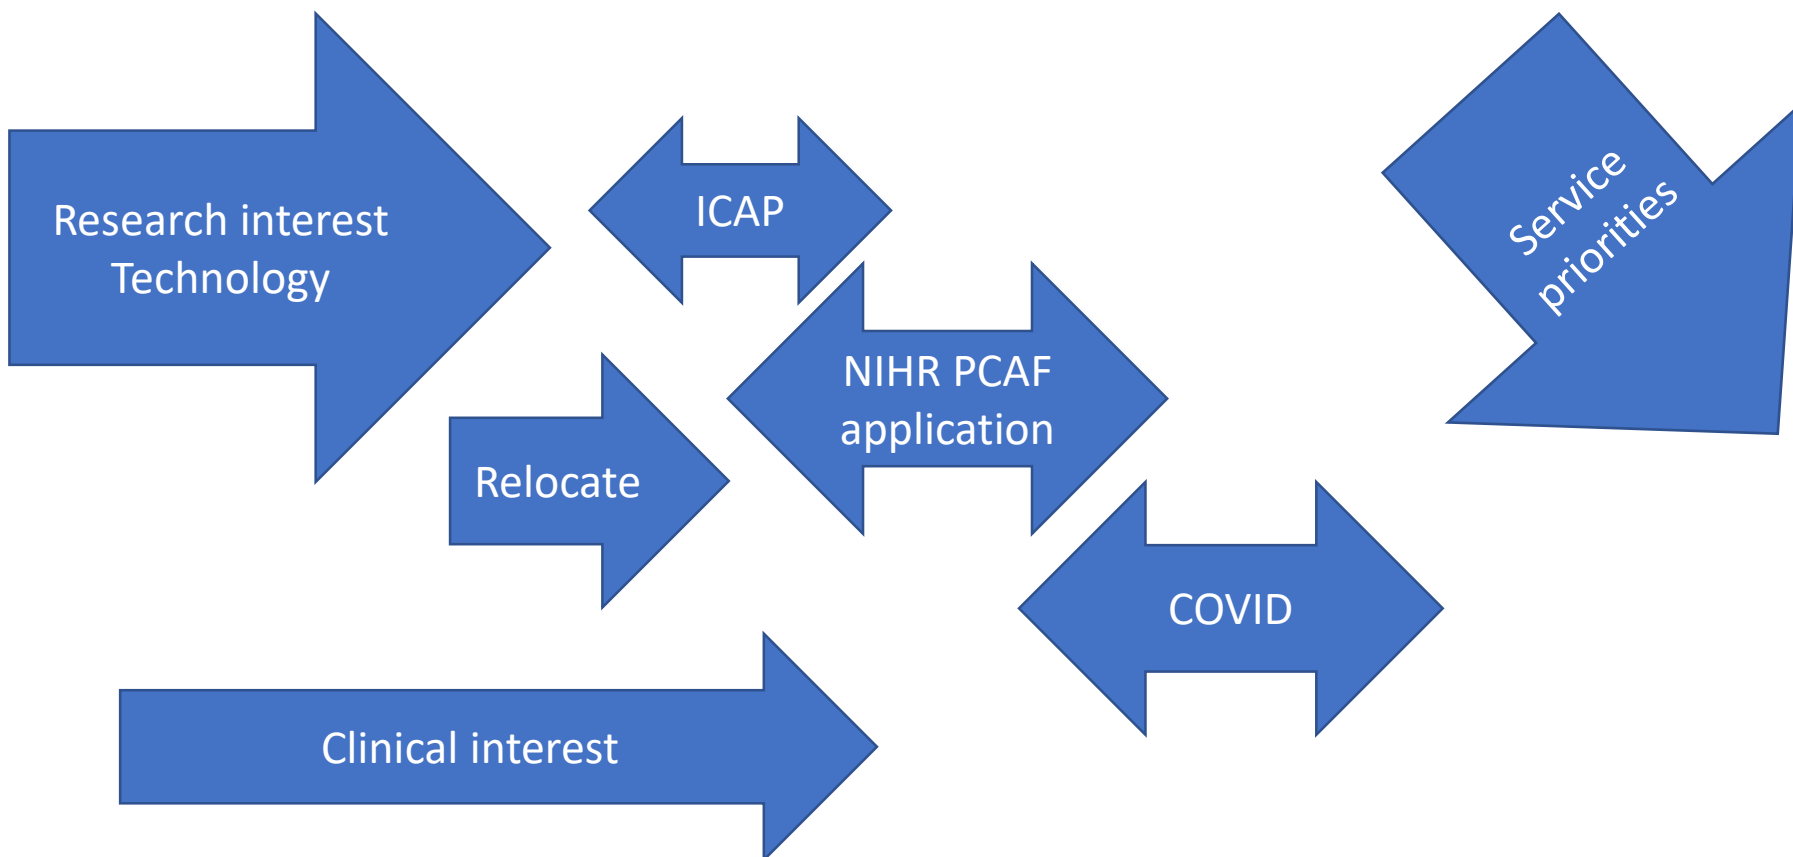 Research interest
Technology
ICAP
Service
priorities
NIHR PCAF
application
Relocate
COVID
Clinical interest